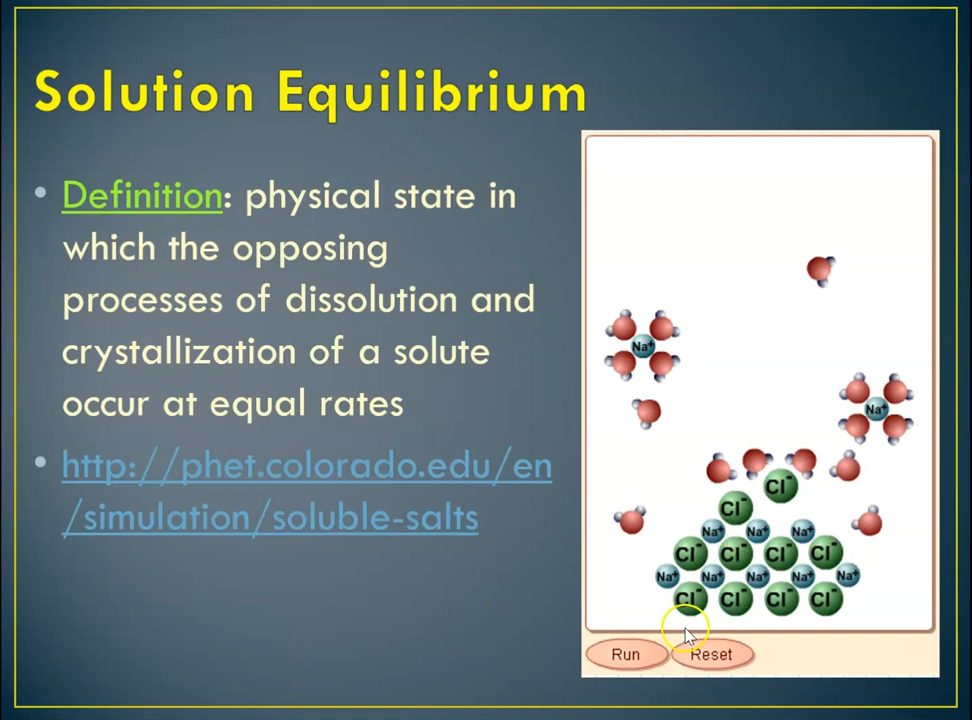 Solution Equilibrium
• Definition: physical state in
which the opposing
processes of dissolution and
crystallization of a solute
occur at equal rates
• http://phet.colorado.edu/en
/simulation/soluble-salts
Na⁺
Na⁺
Cl⁻
Cl⁻
Na⁺ Na⁺ Na⁺
Cl⁻ Cl⁻ Cl⁻ Cl⁻
Na⁺ Na⁺ Na⁺ Na⁺ Na⁺
Cl⁻ Cl⁻ Cl⁻ Cl⁻
Run Reset